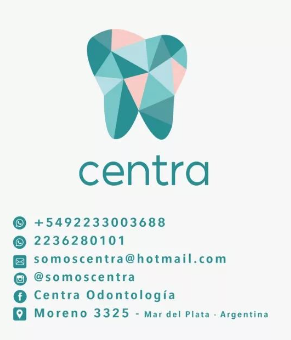 centra
+5492233003688
2236280101
somoscentra@hotmail.com
@somoscentra
Centra Odontología
Moreno 3325 - Mar del Plata - Argentina